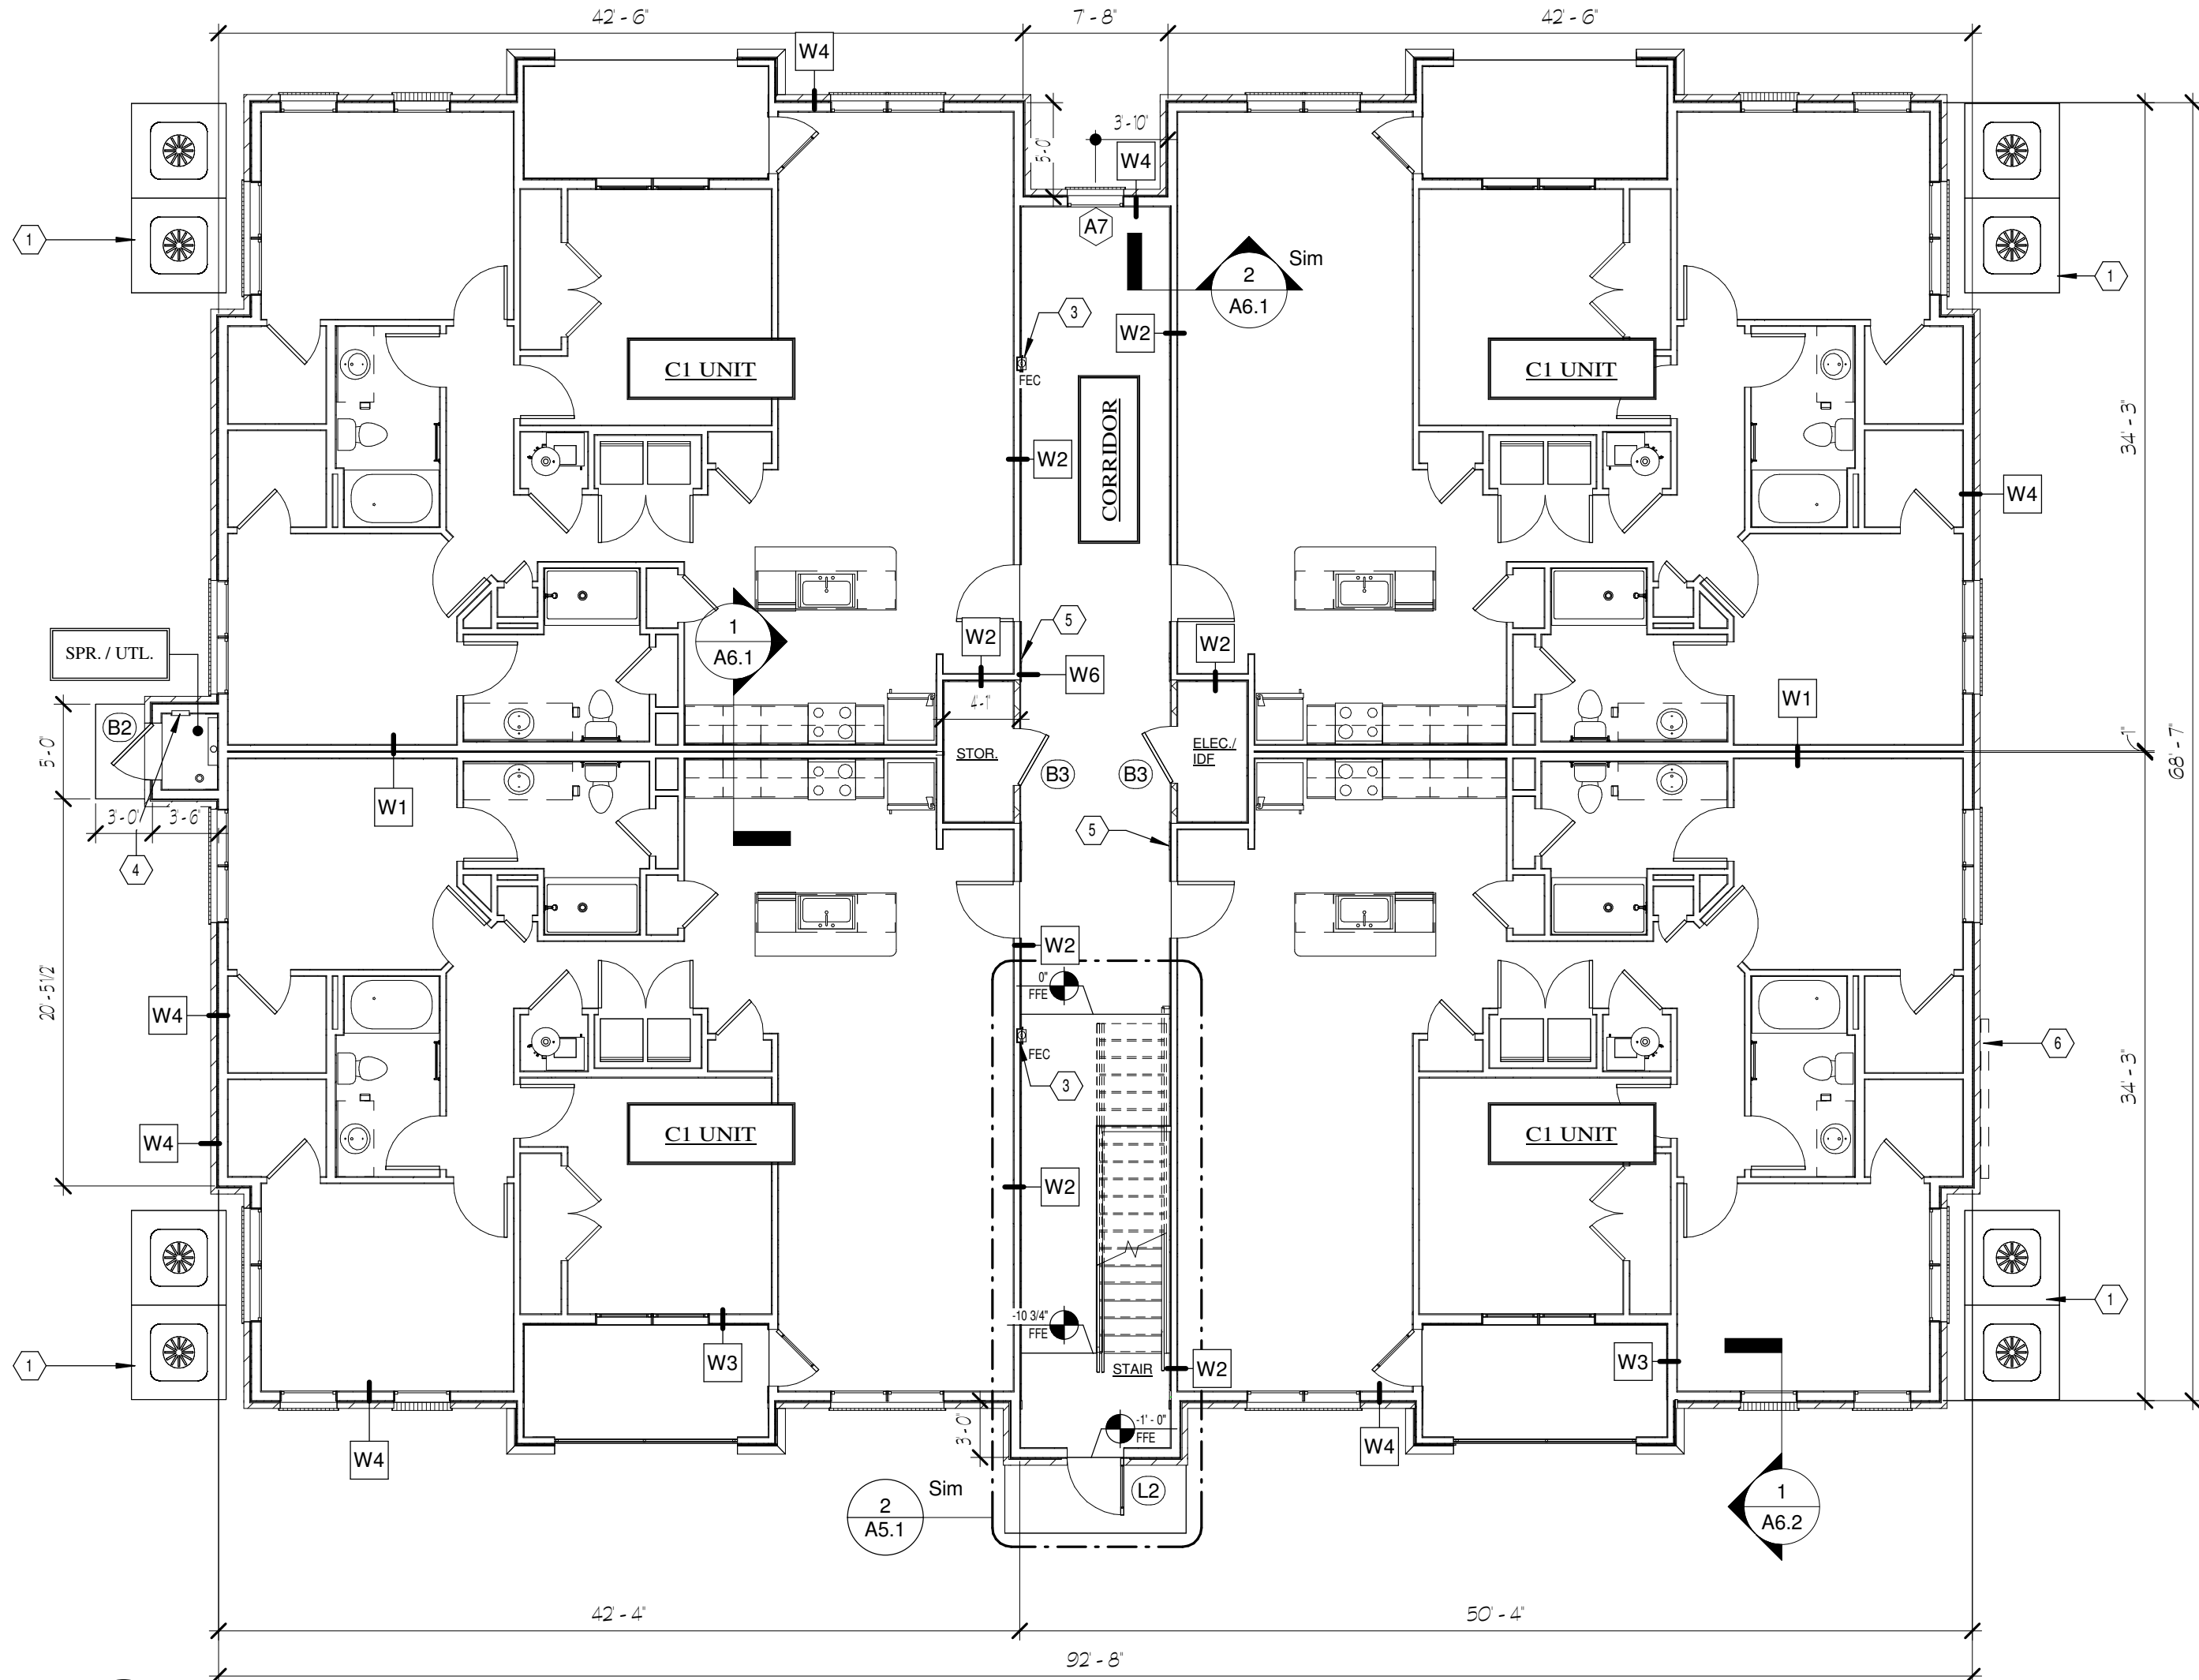 42' - 6" 7' - 8" 42' - 6"
W4
3'-10"
5'-0"
W4
A7
1
1
2
A6.1
Sim
3
FEC
W2
C1 UNIT
C1 UNIT
CORRIDOR
34' - 3"
W2
W4
1
A6.1
5
W2
W2
W6
SPR. / UTL.
4'-1"
W1
B2
5'-0"
STOR.
ELEC./
IDF
B3
B3
1"
68' - 7"
W1
3'-0" 3'-6"
4
5
W2
0"
FFE
20' - 5 1/2"
W4
FEC
3
6
34' - 3"
C1 UNIT
C1 UNIT
W4
W2
-10 3/4"
FFE
1
1
W3
STAIR
W2
W3
3'-0"
-1' - 0"
FFE
W4
W4
L2
2
A5.1
Sim
1
A6.2
42' - 4" 50' - 4"
92' - 8"